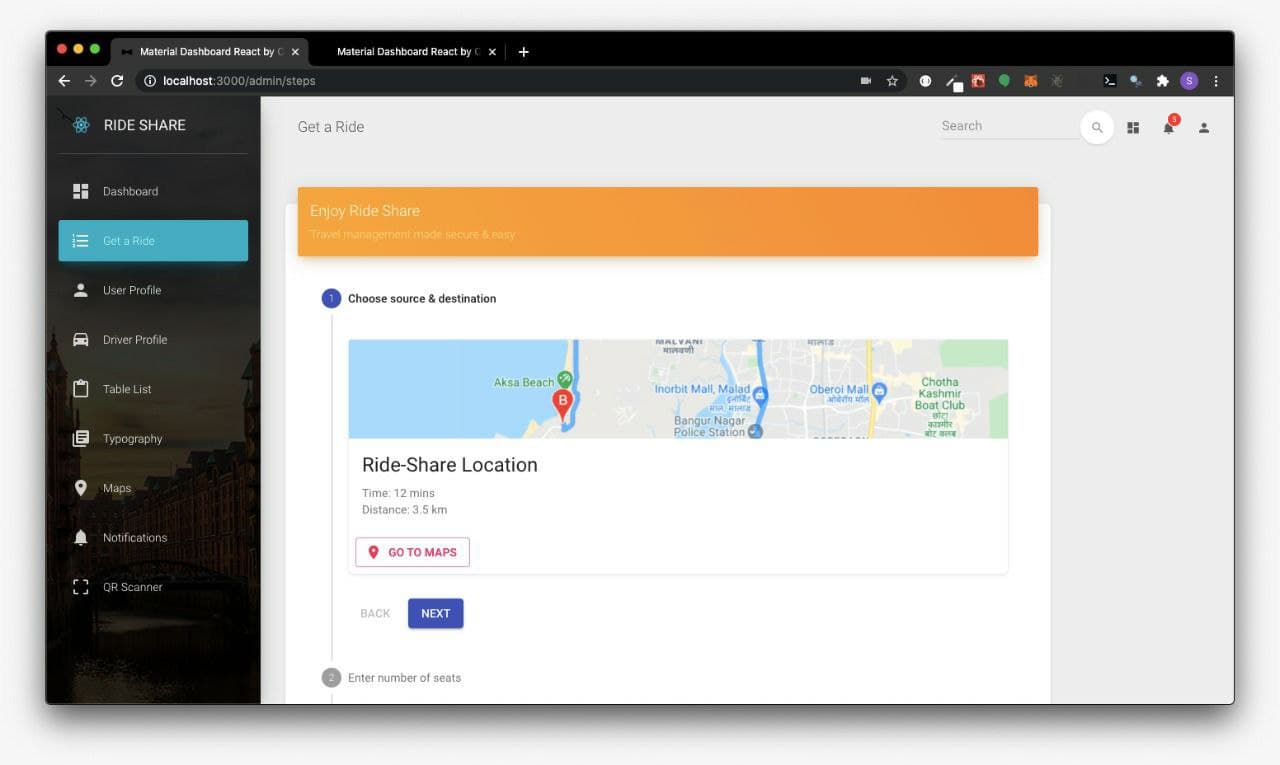 Material Dashboard React by C
Material Dashboard React by C
localhost:3000/admin/steps
S
RIDE SHARE
Get a Ride
Search
5
Dashboard
Get a Ride
User Profile
Driver Profile
Table List
Typography
Maps
Notifications
QR Scanner
Enjoy Ride Share
Travel management made secure & easy
1 Choose source & destination
MALVANI
मालवणी
मालाड
Aksa Beach
B
Inorbit Mall, Malad
इनॉर्बिट
मॉल, मालाड
Oberoi Mall
ओबेरॉय मॉल
Chotha
Kashmir
Boat Club
छोटा
काश्मीर
बोट क्लब
Bangur Nagar
Police Station
Ride-Share Location
Time: 12 mins
Distance: 3.5 km
GO TO MAPS
BACK
NEXT
2 Enter number of seats